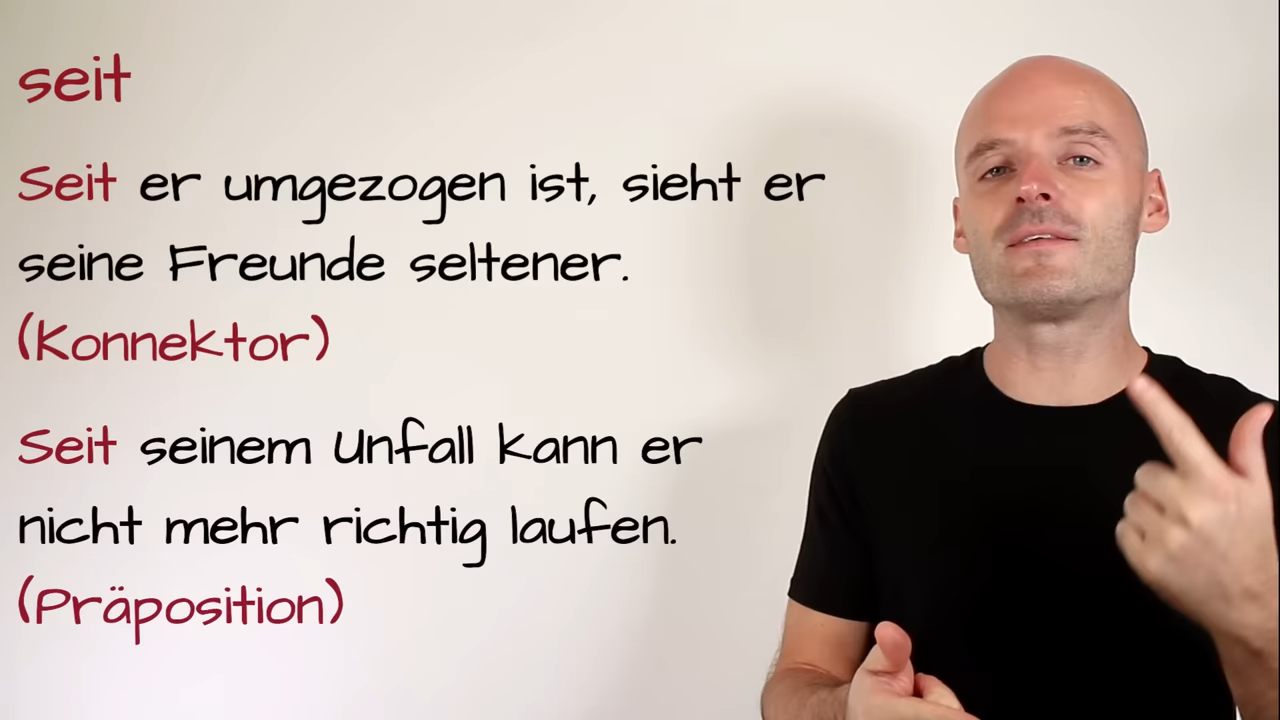 seit
Seit er umgezogen ist, sieht er
seine Freunde seltener.
(Konnektor)
Seit seinem Unfall kann er
nicht mehr richtig laufen.
(Präposition)